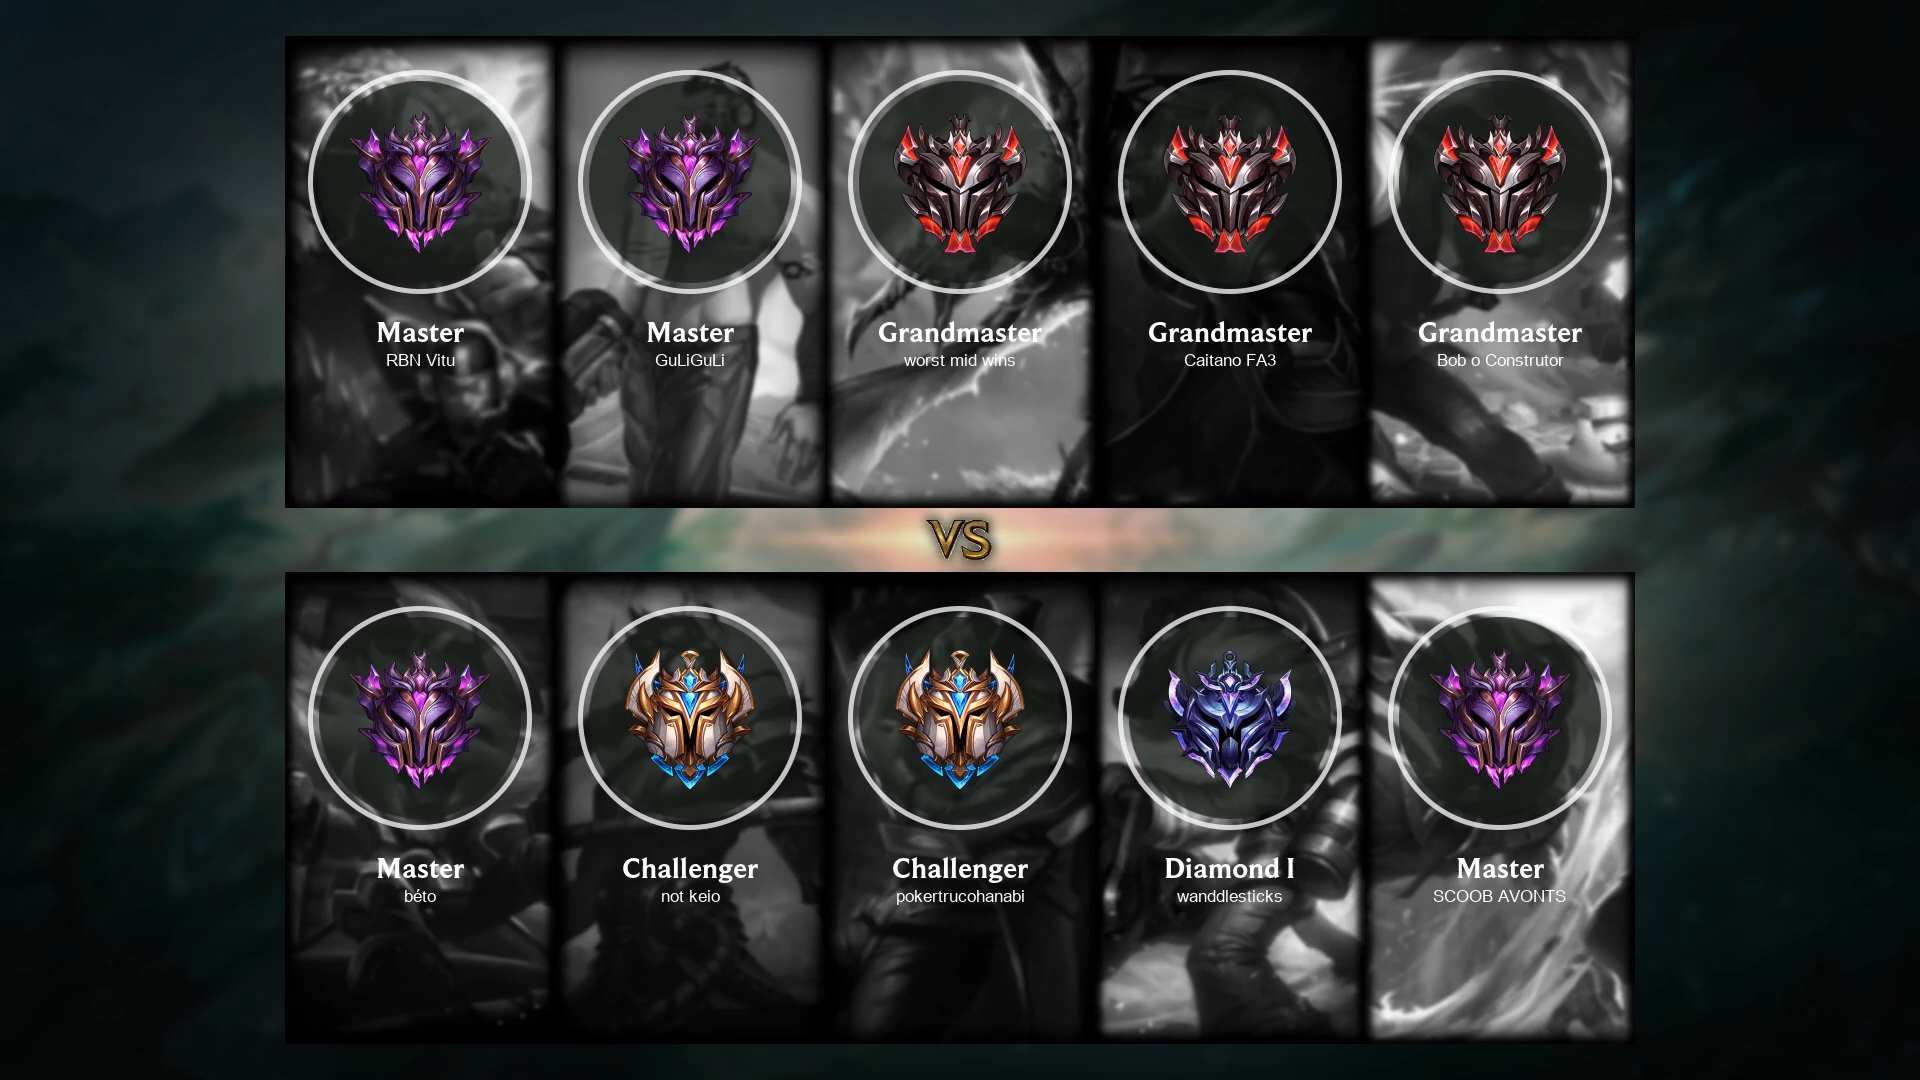 Master
RBN Vitu
Master
GuLiGuLi
Grandmaster
worst mid wins
Grandmaster
Caitano FA3
Grandmaster
Bob o Construtor
VS
Master
béto
Challenger
not keio
Challenger
pokertrucohanabi
Diamond I
wanddlesticks
Master
SCOOB AVONTS